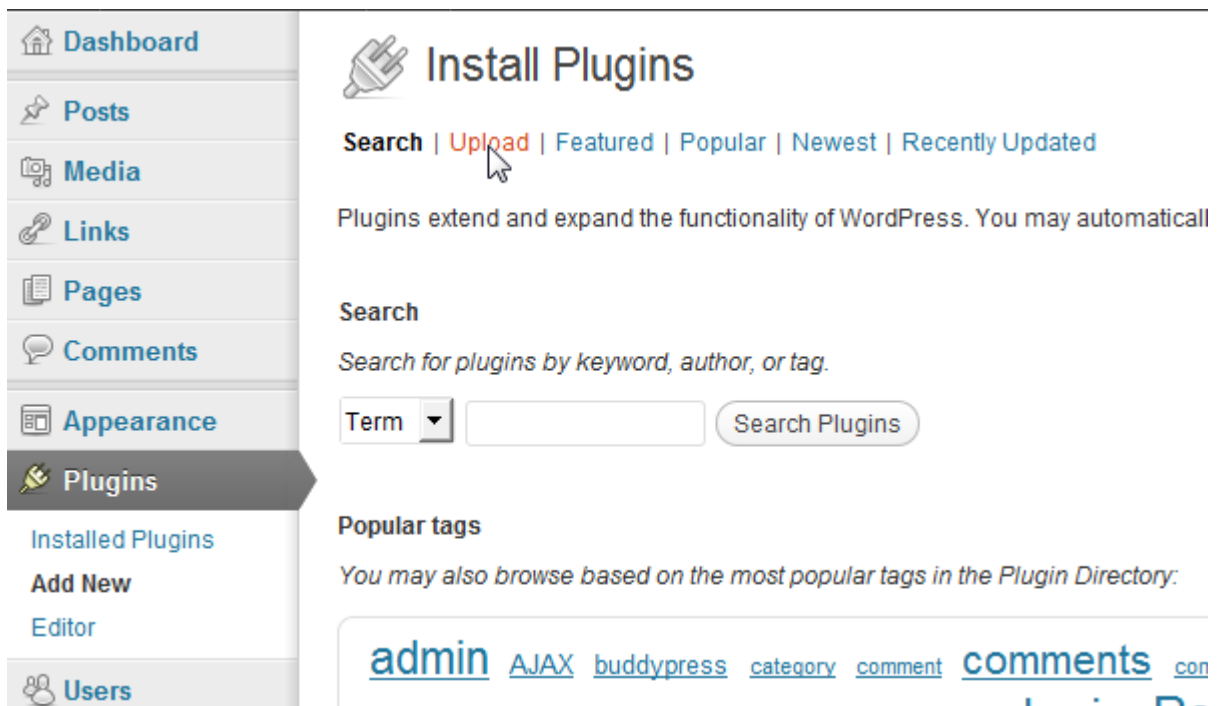 Dashboard
Posts
Media
Links
Pages
Comments
Appearance
Plugins
Installed Plugins
Add New
Editor
Users
Install Plugins
Search | Upload | Featured | Popular | Newest | Recently Updated
Plugins extend and expand the functionality of WordPress. You may
Search
Search for plugins by keyword, author, or tag.
Term Search Plugins
Popular tags
You may also browse based on the most popular tags in the Plugin Directory:
admin AJAX buddypress category comment comments